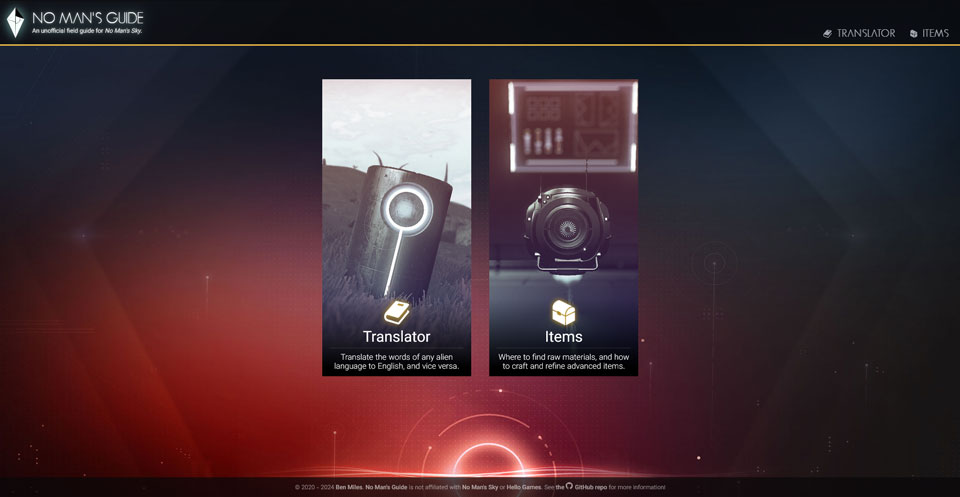 NO MAN'S GUIDE
An unofficial field guide for No Man's Sky.
TRANSLATOR
ITEMS
Translator
Translate the words of any alien
language to English, and vice versa.
Items
Where to find raw materials, and how
to craft and refine advanced items.
© 2020 - 2024 Ben Miles. No Man's Guide is not affiliated with No Man's Sky or Hello Games. See the GitHub repo for more information!